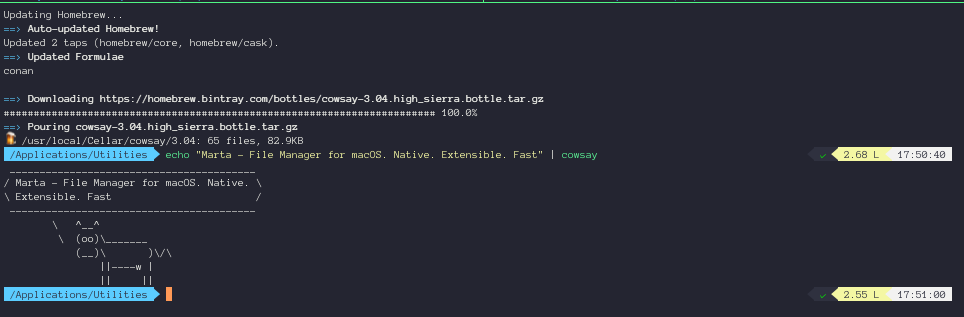 Updating Homebrew...
==> Auto-updated Homebrew!
Updated 2 taps (homebrew/core, homebrew/cask).
==> Updated Formulae
conan

==> Downloading https://homebrew.bintray.com/bottles/cowsay-3.04.high_sierra.bottle.tar.gz
######################################################################## 100.0%
==> Pouring cowsay-3.04.high_sierra.bottle.tar.gz
🍺 /usr/local/Cellar/cowsay/3.04: 65 files, 82.9KB
/Applications/Utilities echo "Marta - File Manager for macOS. Native. Extensible. Fast" | cowsay ✓ 2.68 L 17:50:40
 _________________________________________
/ Marta - File Manager for macOS. Native. \
\ Extensible. Fast                        /
 -----------------------------------------
        \   ^__^
         \  (oo)\_______
            (__)\       )\/\
                ||----w |
                ||     ||
/Applications/Utilities ✓ 2.55 L 17:51:00